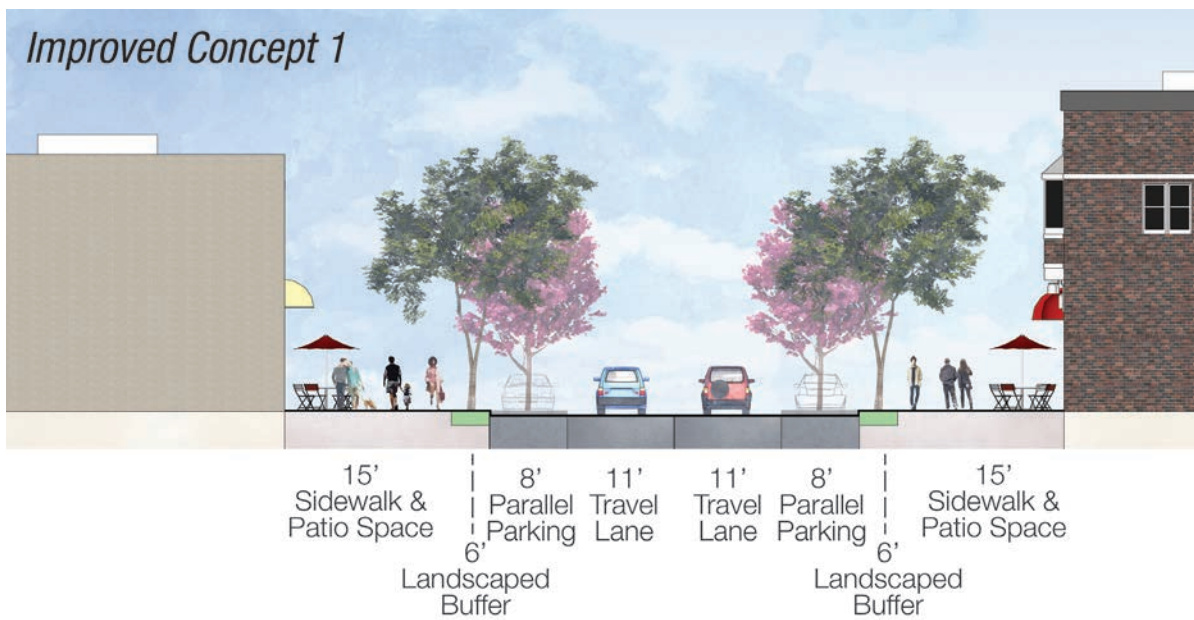 Improved Concept 1
15’
Sidewalk &
Patio Space
6’
Landscaped
Buffer
8’
Parallel
Parking
11’
Travel
Lane
11’
Travel
Lane
8’
Parallel
Parking
6’
Landscaped
Buffer
15’
Sidewalk &
Patio Space